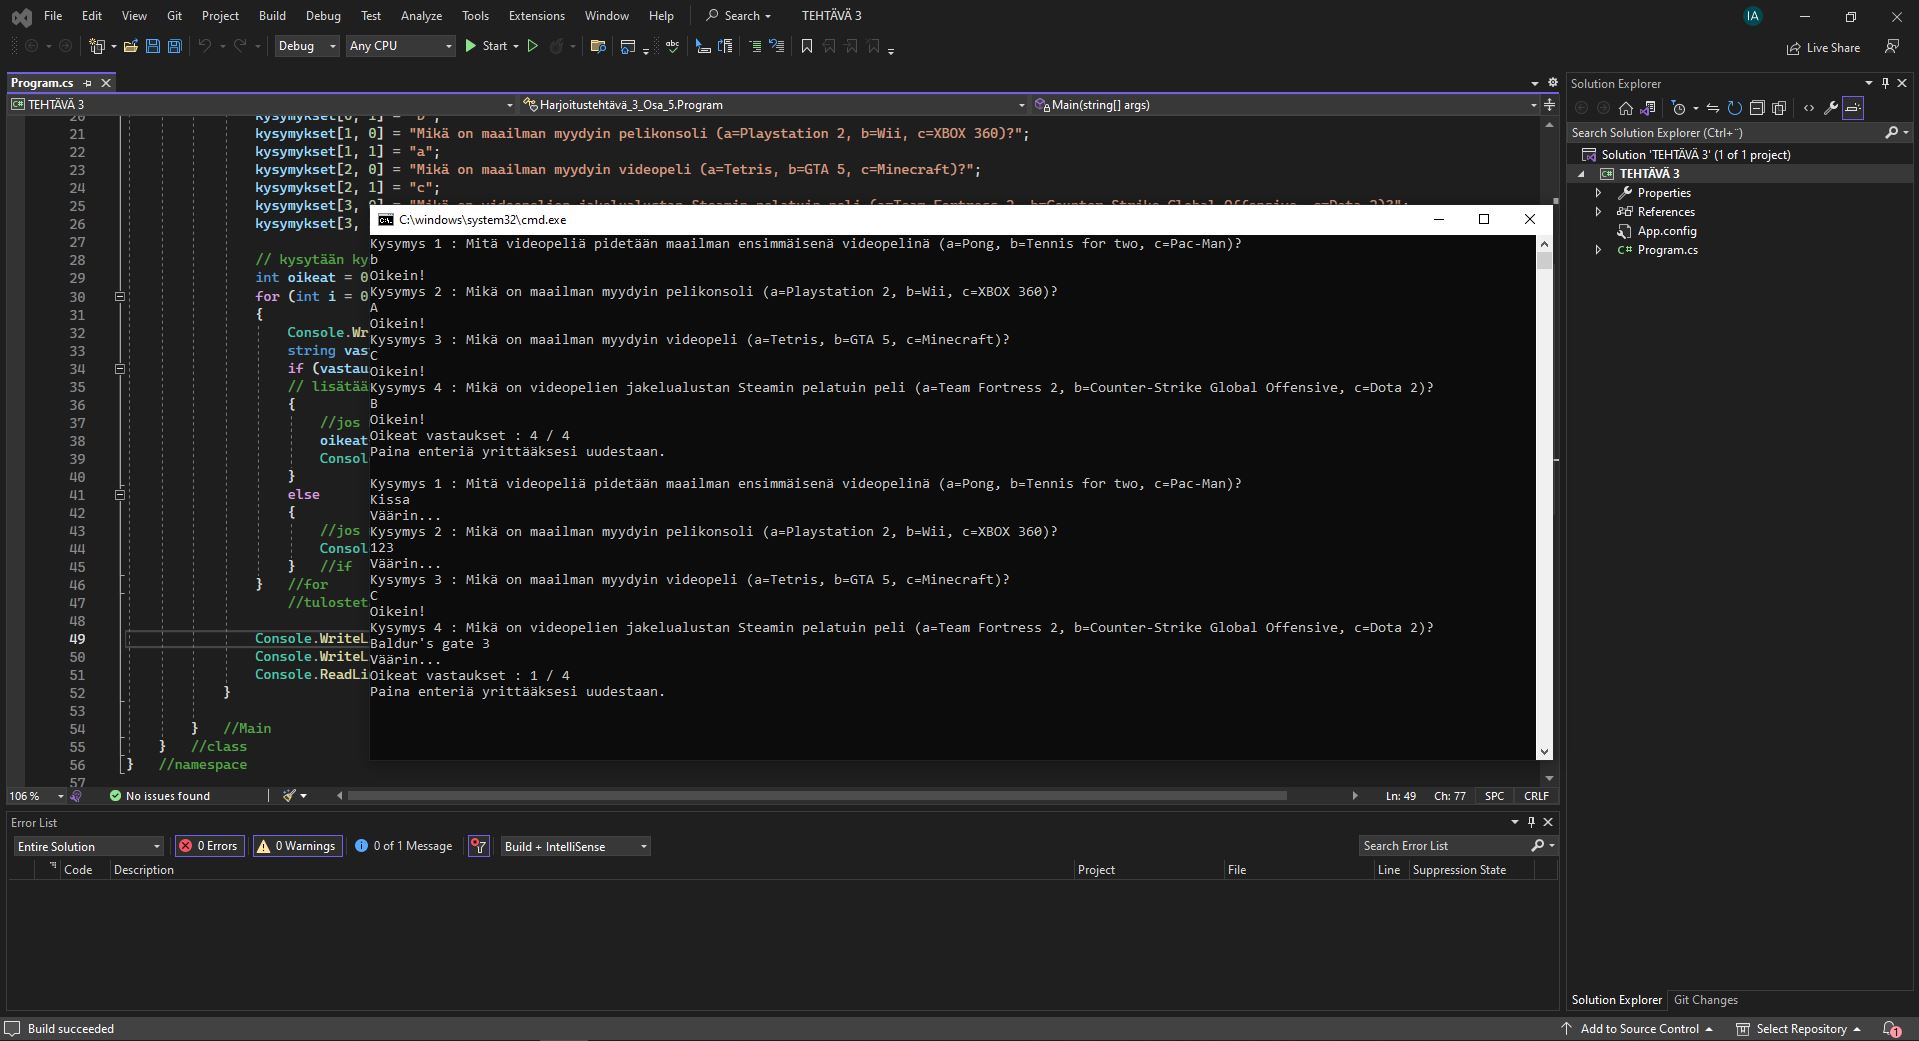 File Edit View Git Project Build Debug Test Analyze Tools Extensions Window Help Search TEHTÄVÄ 3 IA
Debug Any CPU Start Live Share
Program.cs
TEHTÄVÄ 3 Harjoitustehtävä_3_Osa_5.Program Main(string[] args)
21 kysymykset[1, 0] = "Mikä on maailman myydyin pelikonsoli (a=Playstation 2, b=Wii, c=XBOX 360)?";
22 kysymykset[1, 1] = "a";
23 kysymykset[2, 0] = "Mikä on maailman myydyin videopeli (a=Tetris, b=GTA 5, c=Minecraft)?";
24 kysymykset[2, 1] = "c";
25 kysymykset[3,
26 kysymykset[3,
27
28 // kysytään ky
29 int oikeat = 0
30 for (int i = 0
31 {
32 Console.Wr
33 string vas
34 if (vastau
35 // lisätää
36 {
37 //jos
38 oikeat
39 Consol
40 }
41 else
42 {
43 //jos
44 Consol
45 } //if
46 } //for
47 //tulostet
48
49 Console.WriteL
50 Console.WriteL
51 Console.ReadLi
52 }
53
54 } //Main
55 } //class
56 } //namespace
57
C:\windows\system32\cmd.exe
Kysymys 1 : Mitä videopeliä pidetään maailman ensimmäisenä videopelinä (a=Pong, b=Tennis for two, c=Pac-Man)?
b
Oikein!
Kysymys 2 : Mikä on maailman myydyin pelikonsoli (a=Playstation 2, b=Wii, c=XBOX 360)?
A
Oikein!
Kysymys 3 : Mikä on maailman myydyin videopeli (a=Tetris, b=GTA 5, c=Minecraft)?
C
Oikein!
Kysymys 4 : Mikä on videopelien jakelualustan Steamin pelatuin peli (a=Team Fortress 2, b=Counter-Strike Global Offensive, c=Dota 2)?
B
Oikein!
Oikeat vastaukset : 4 / 4
Paina enteriä yrittääksesi uudestaan.
Kysymys 1 : Mitä videopeliä pidetään maailman ensimmäisenä videopelinä (a=Pong, b=Tennis for two, c=Pac-Man)?
Kissa
Väärin...
Kysymys 2 : Mikä on maailman myydyin pelikonsoli (a=Playstation 2, b=Wii, c=XBOX 360)?
123
Väärin...
Kysymys 3 : Mikä on maailman myydyin videopeli (a=Tetris, b=GTA 5, c=Minecraft)?
C
Oikein!
Kysymys 4 : Mikä on videopelien jakelualustan Steamin pelatuin peli (a=Team Fortress 2, b=Counter-Strike Global Offensive, c=Dota 2)?
Baldur's gate 3
Väärin...
Oikeat vastaukset : 1 / 4
Paina enteriä yrittääksesi uudestaan.
106 % No issues found Ln: 49 Ch: 77 SPC CRLF
Error List
Entire Solution 0 Errors 0 Warnings 0 of 1 Message Build + IntelliSense Search Error List
Code Description Project File Line Suppression State
Solution Explorer
Search Solution Explorer (Ctrl+¨)
Solution 'TEHTÄVÄ 3' (1 of 1 project)
TEHTÄVÄ 3
Properties
References
App.config
Program.cs
Solution Explorer Git Changes
Build succeeded Add to Source Control Select Repository 1